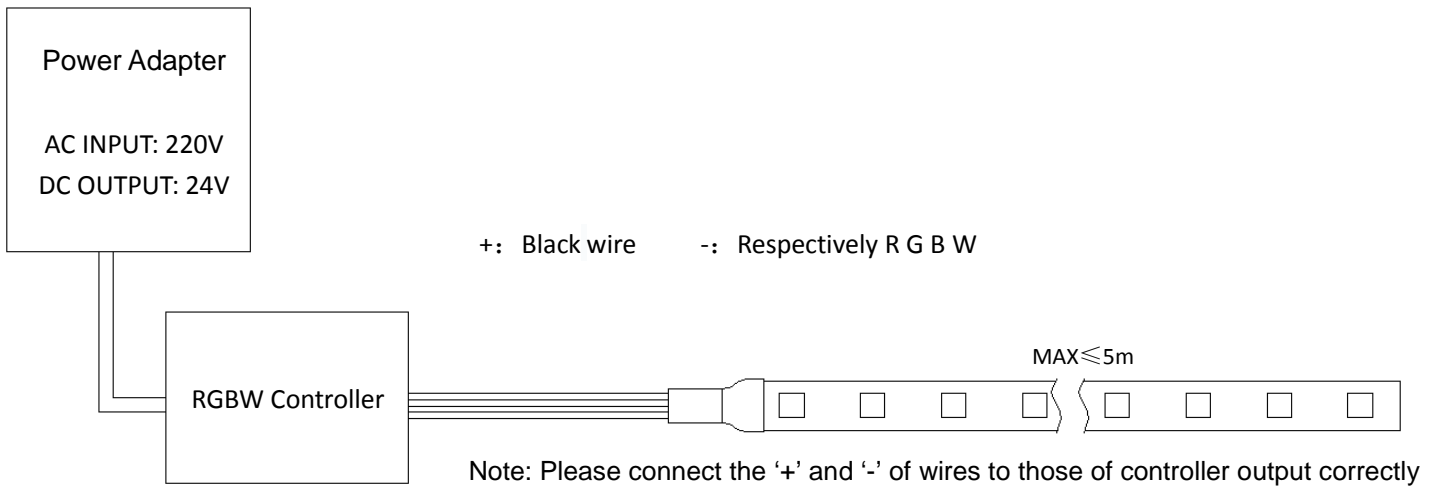 Power Adapter
AC INPUT: 220V
DC OUTPUT: 24V
+： Black wire -： Respectively R G B W
MAX≤5m
RGBW Controller
Note: Please connect the ‘+’ and ‘-’ of wires to those of controller output correctly